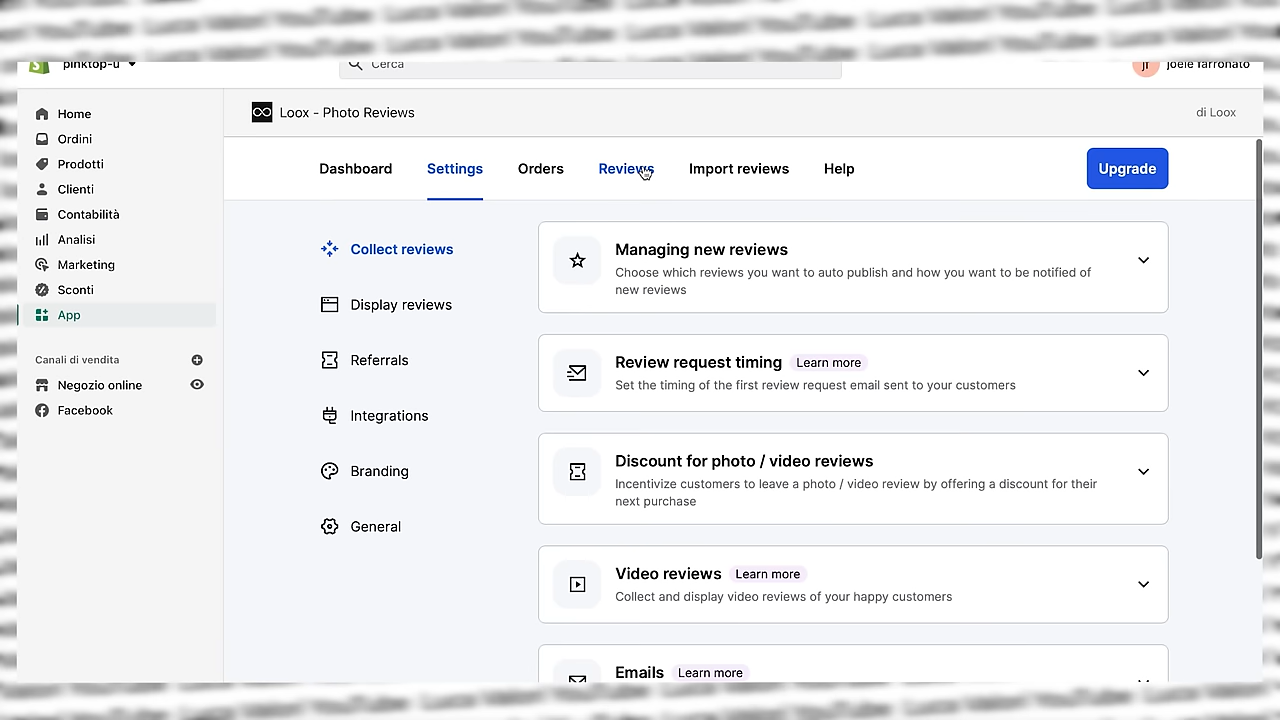 pinktop-u
Cerca
jf
joele farronato
Loox - Photo Reviews
di Loox
Home
Ordini
Prodotti
Clienti
Contabilità
Analisi
Marketing
Sconti
App
Canali di vendita
Negozio online
Facebook
Dashboard Settings Orders Reviews Import reviews Help
Upgrade
Collect reviews
Display reviews
Referrals
Integrations
Branding
General
Managing new reviews
Choose which reviews you want to auto publish and how you want to be notified of
new reviews
Review request timing Learn more
Set the timing of the first review request email sent to your customers
Discount for photo / video reviews
Incentivize customers to leave a photo / video review by offering a discount for their
next purchase
Video reviews Learn more
Collect and display video reviews of your happy customers
Emails Learn more